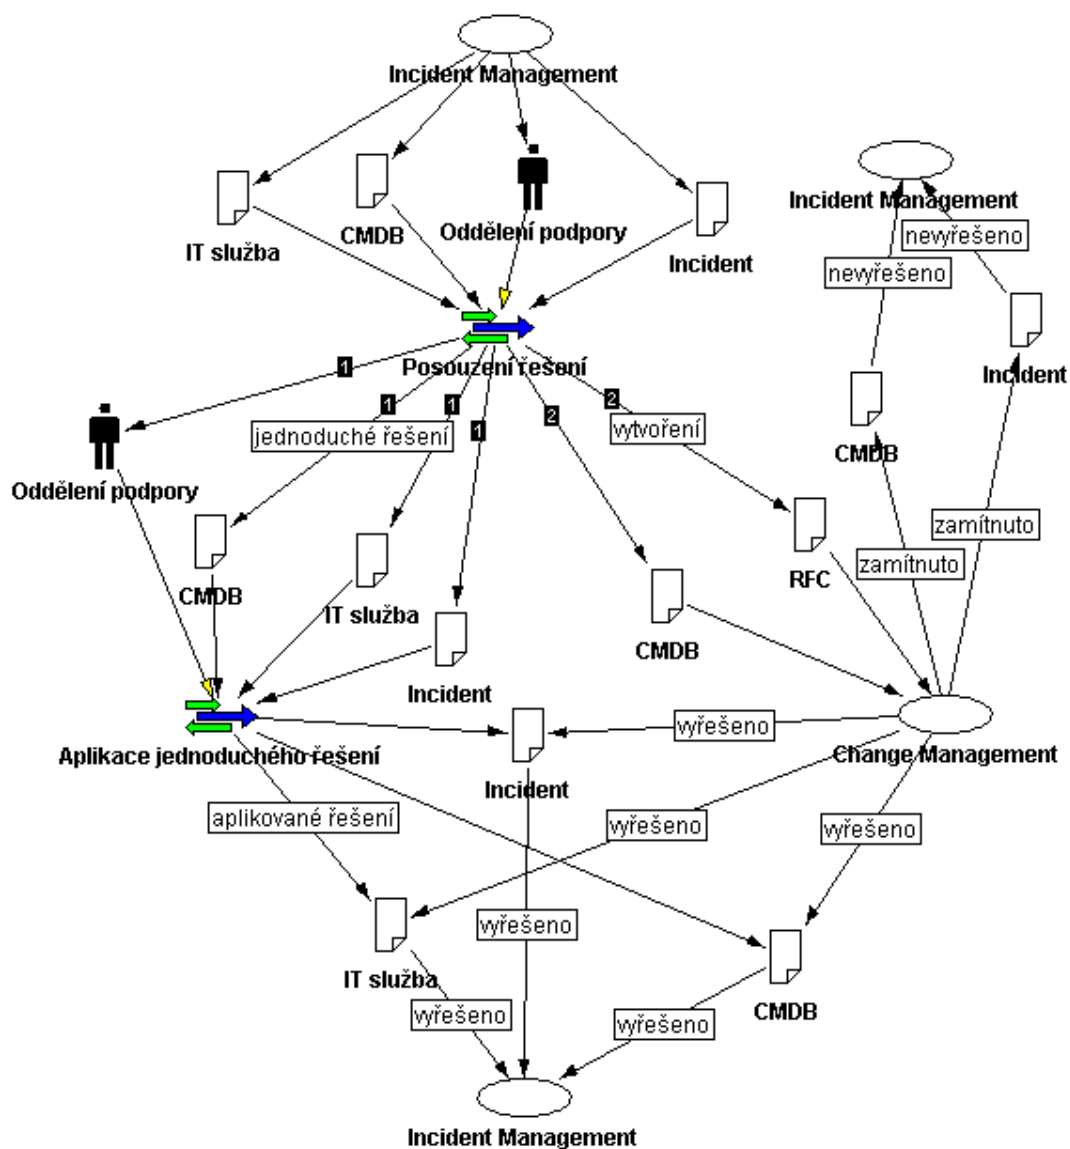 Incident Management
IT služba
CMDB
Oddělení podpory
Incident
Incident Management
nevyřešeno
nevyřešeno
Incident
CMDB
Posouzení řešení
1
1
1
1
2
2
jednoduché řešení
vytvoření
Oddělení podpory
CMDB
IT služba
Incident
CMDB
RFC
zamítnuto
zamítnuto
Aplikace jednoduchého řešení
Incident
vyřešeno
Change Management
aplikované řešení
vyřešeno
vyřešeno
vyřešeno
IT služba
CMDB
vyřešeno
vyřešeno
Incident Management